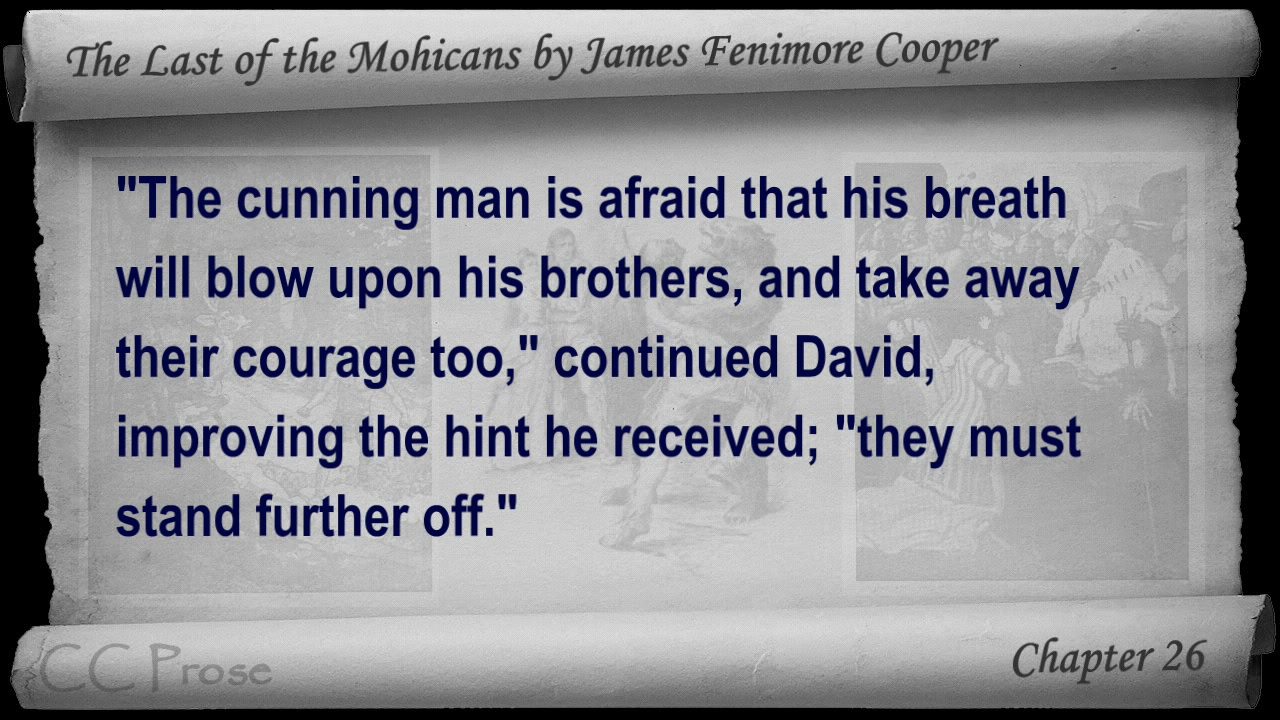 The Last of the Mohicans by James Fenimore Cooper
"The cunning man is afraid that his breath
will blow upon his brothers, and take away
their courage too," continued David,
improving the hint he received; "they must
stand further off."
CC Prose
Chapter 26